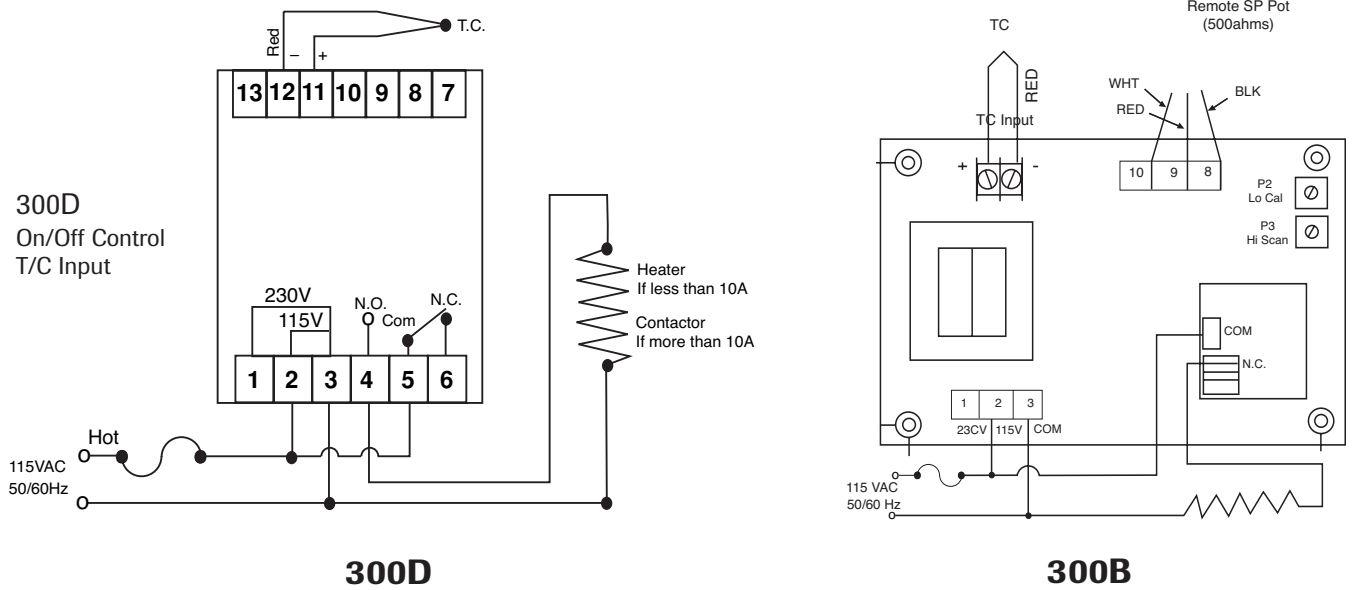 Red
–
+
T.C.
13 12 11 10 9 8 7
300D
On/Off Control
T/C Input
230V
115V
N.O.
Com
N.C.
1 2 3 4 5 6
Heater
If less than 10A
Contactor
If more than 10A
Hot
115VAC
50/60Hz
300D
Remote SP Pot
(500ahms)
TC
RED
TC Input
+
-
WHT
RED
BLK
10 9 8
P2
Lo Cal
P3
Hi Scan
COM
N.C.
1 2 3
23CV 115V COM
115 VAC
50/60 Hz
300B